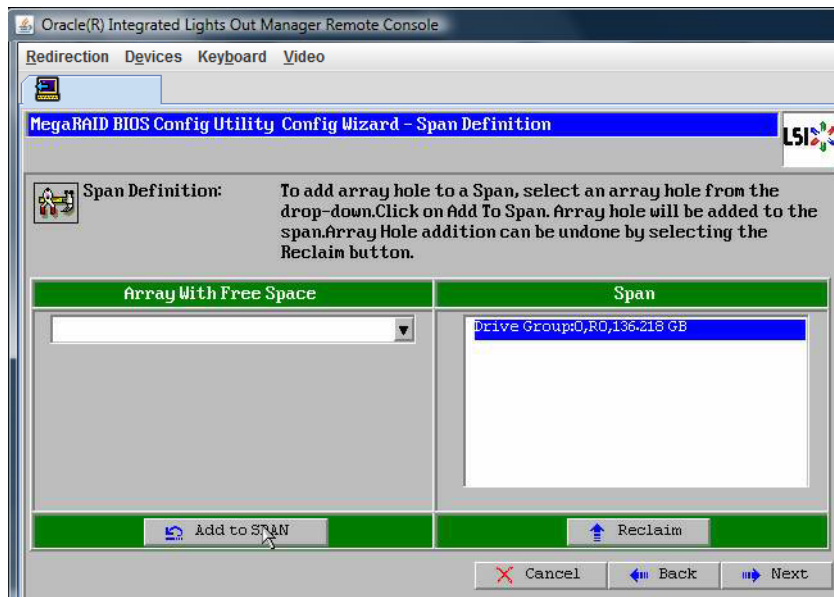 Oracle(R) Integrated Lights Out Manager Remote Console
Redirection Devices Keyboard Video
MegaRAID BIOS Config Utility Config Wizard – Span Definition
LSI
Span Definition:
To add array hole to a Span, select an array hole from the
drop-down.Click on Add To Span. Array hole will be added to the
span.Array Hole addition can be undone by selecting the
Reclaim button.
Array With Free Space
Span
Drive Group:0,R0,136.218 GB
Add to SPAN
Reclaim
Cancel
Back
Next